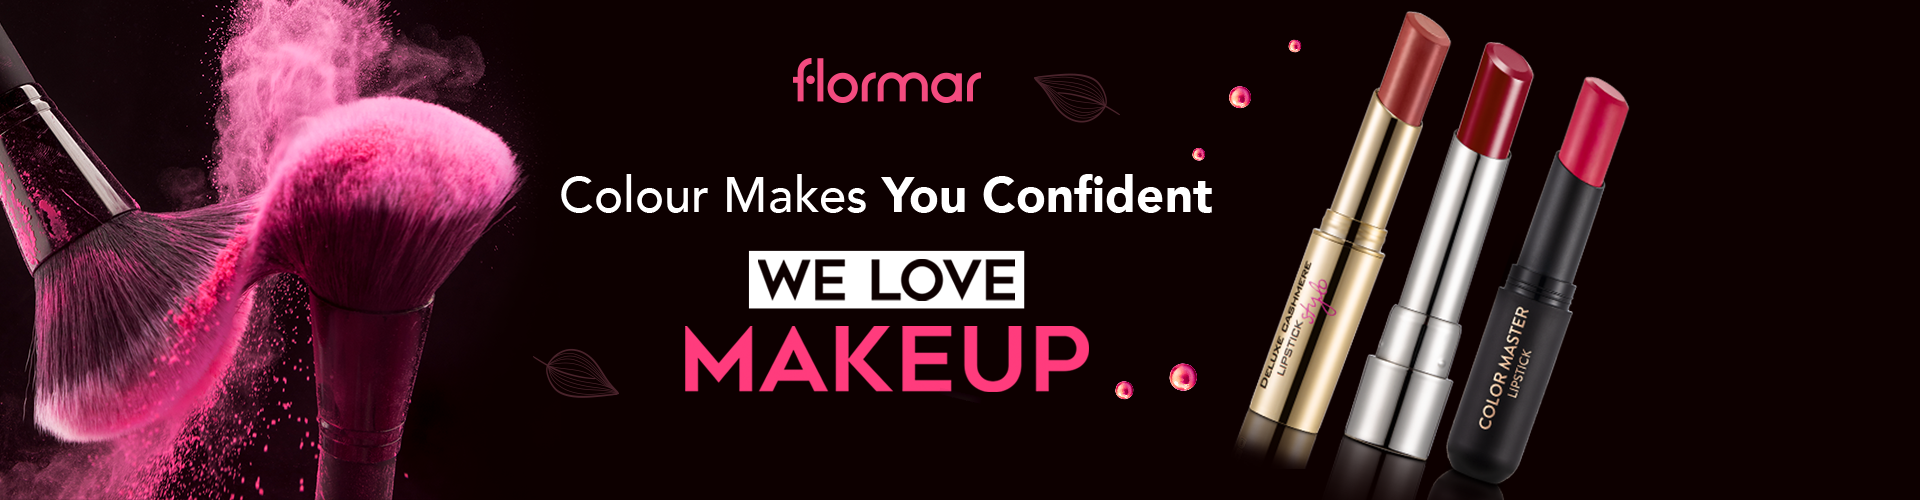 flormar
Colour Makes You Confident
WE LOVE
MAKEUP
DELUXE CASHMERE
LIPSTICK stylo
COLOR MASTER
LIPSTICK